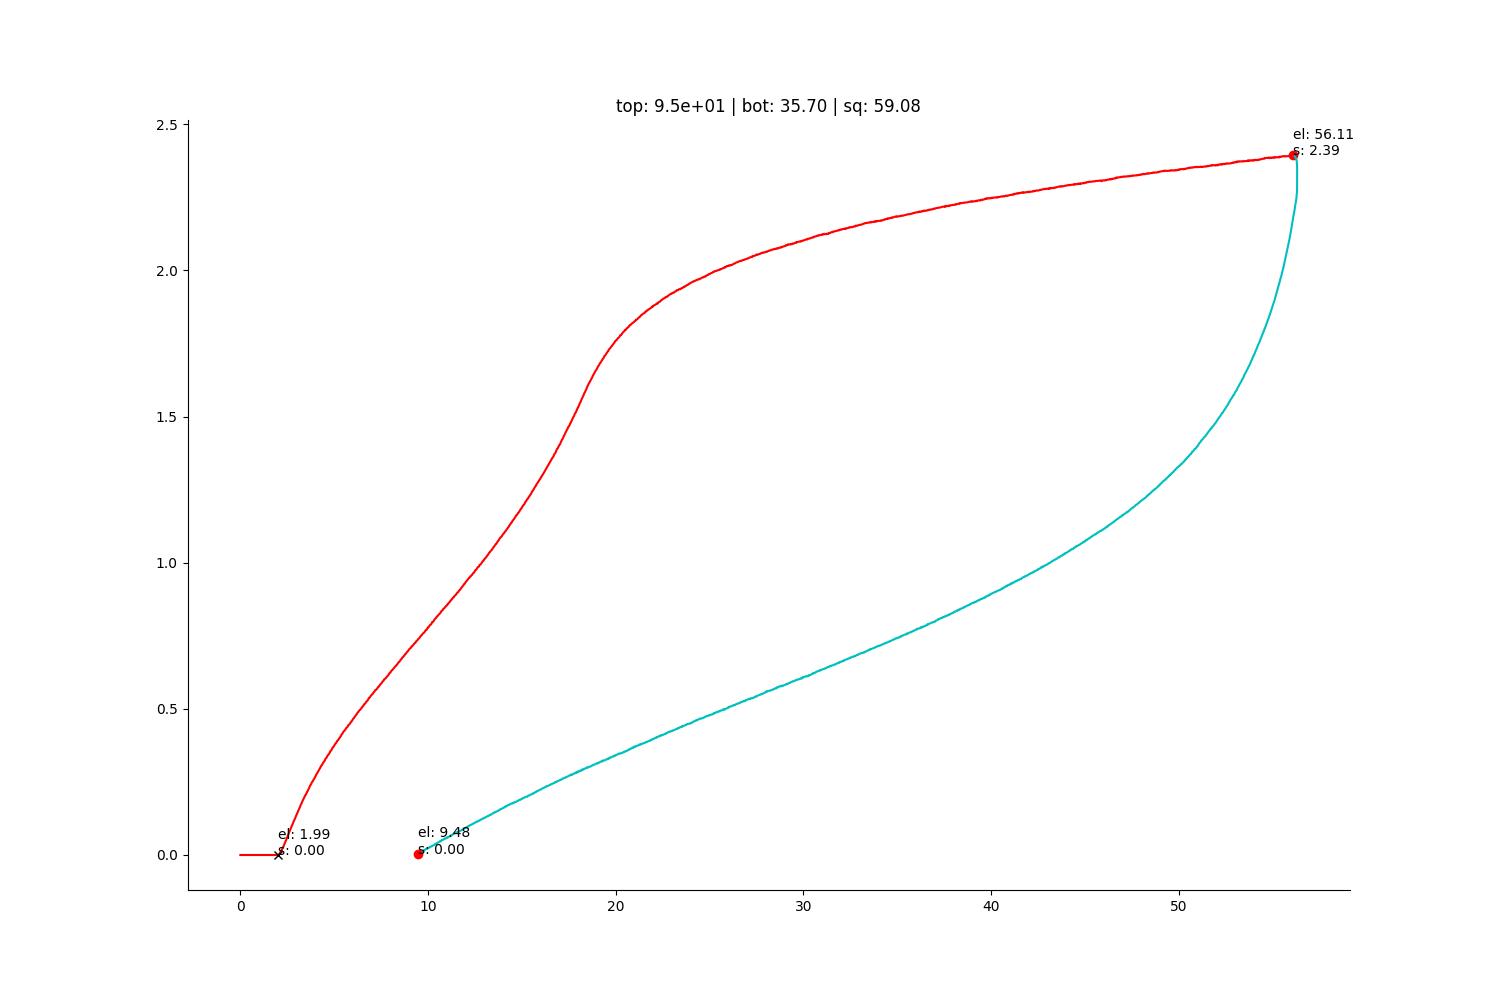 top: 9.5e+01 | bot: 35.70 | sq: 59.08
2.5
el: 56.11
s: 2.39
2.0
1.5
1.0
0.5
el: 1.99
s: 0.00
el: 9.48
s: 0.00
0.0
0 10 20 30 40 50